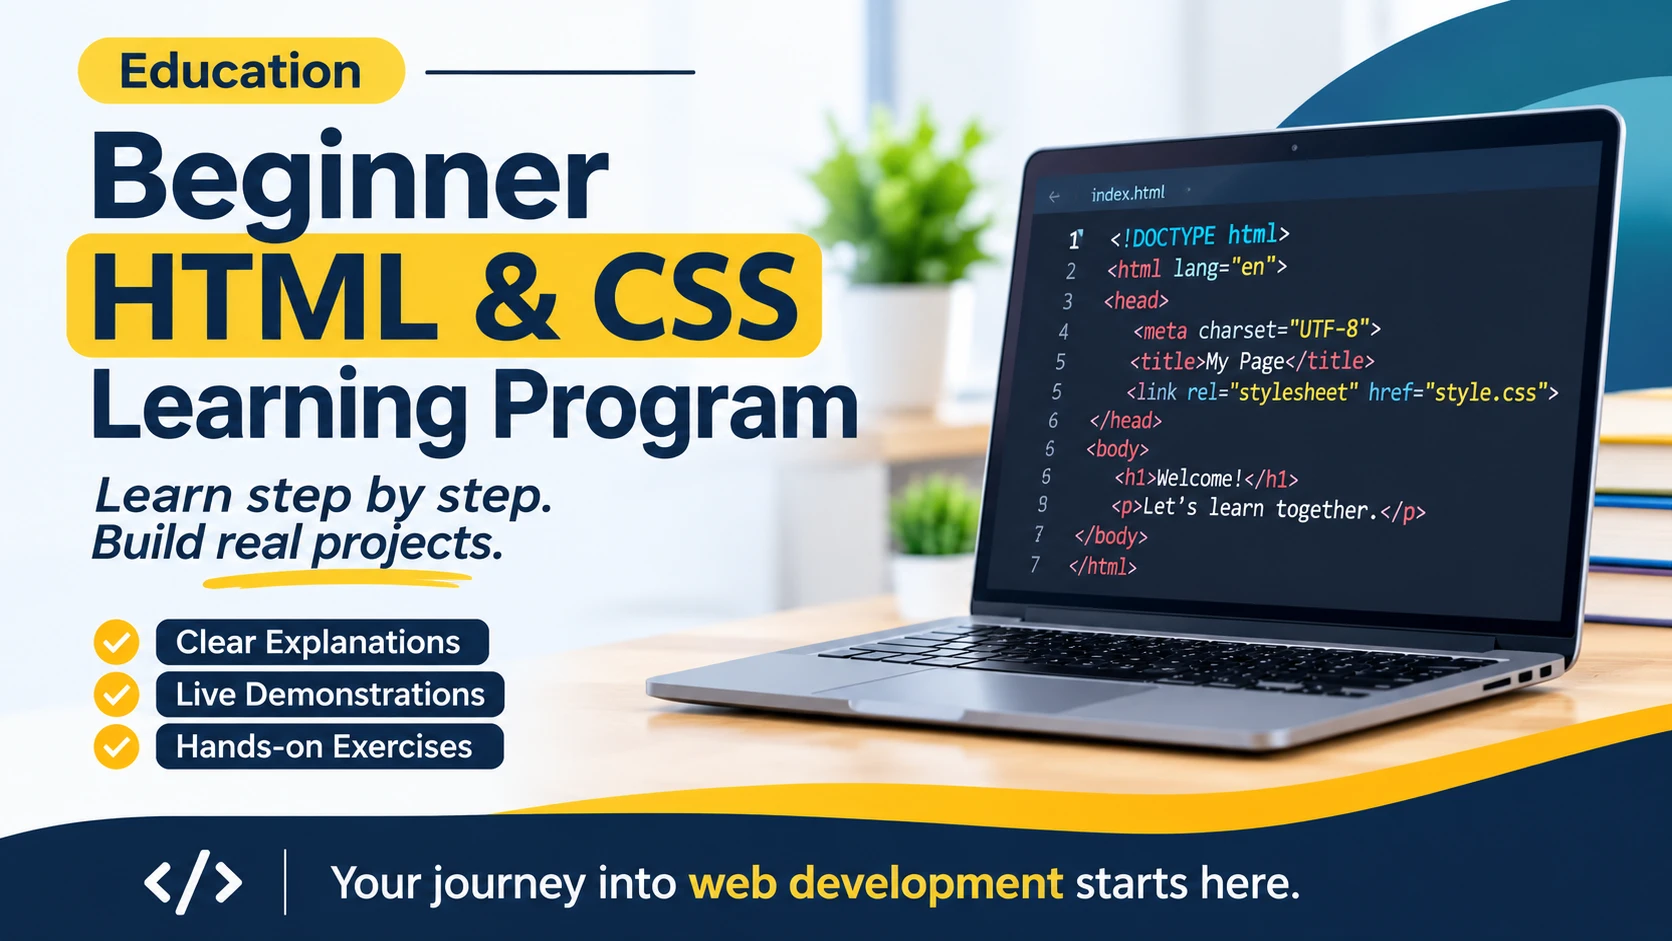 Education
Beginner
HTML & CSS
Learning Program
Learn step by step.
Build real projects.
Clear Explanations
Live Demonstrations
Hands-on Exercises
index.html
1 <!DOCTYPE html>
2 <html lang="en">
3 <head>
4 <meta charset="UTF-8">
5 <title>My Page</title>
5 <link rel="stylesheet" href="style.css">
6 </head>
6 <body>
6 <h1>Welcome!</h1>
9 <p>Let's learn together.</p>
7 </body>
7 </html>
</> Your journey into web development starts here.